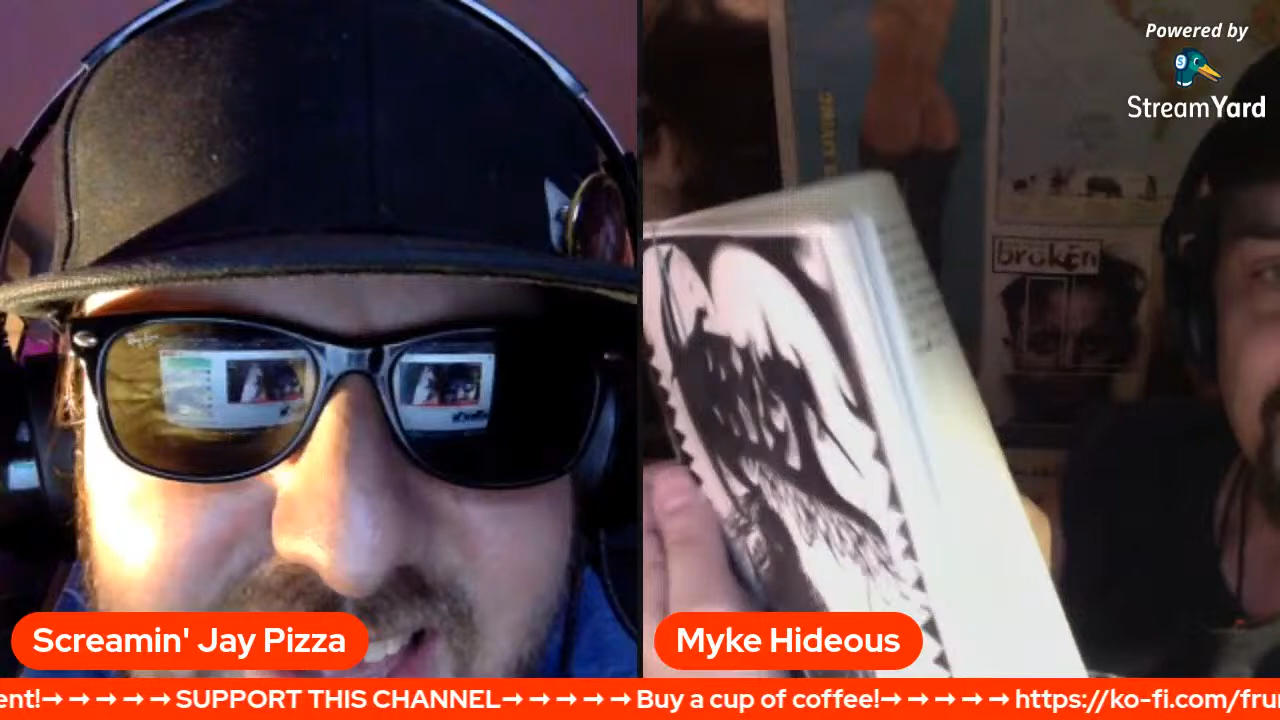 Powered by
StreamYard
broken
Screamin' Jay Pizza
Myke Hideous
ent!→ → → → → SUPPORT THIS CHANNEL→ → → → → Buy a cup of coffee!→ → → → → https://ko-fi.com/fru